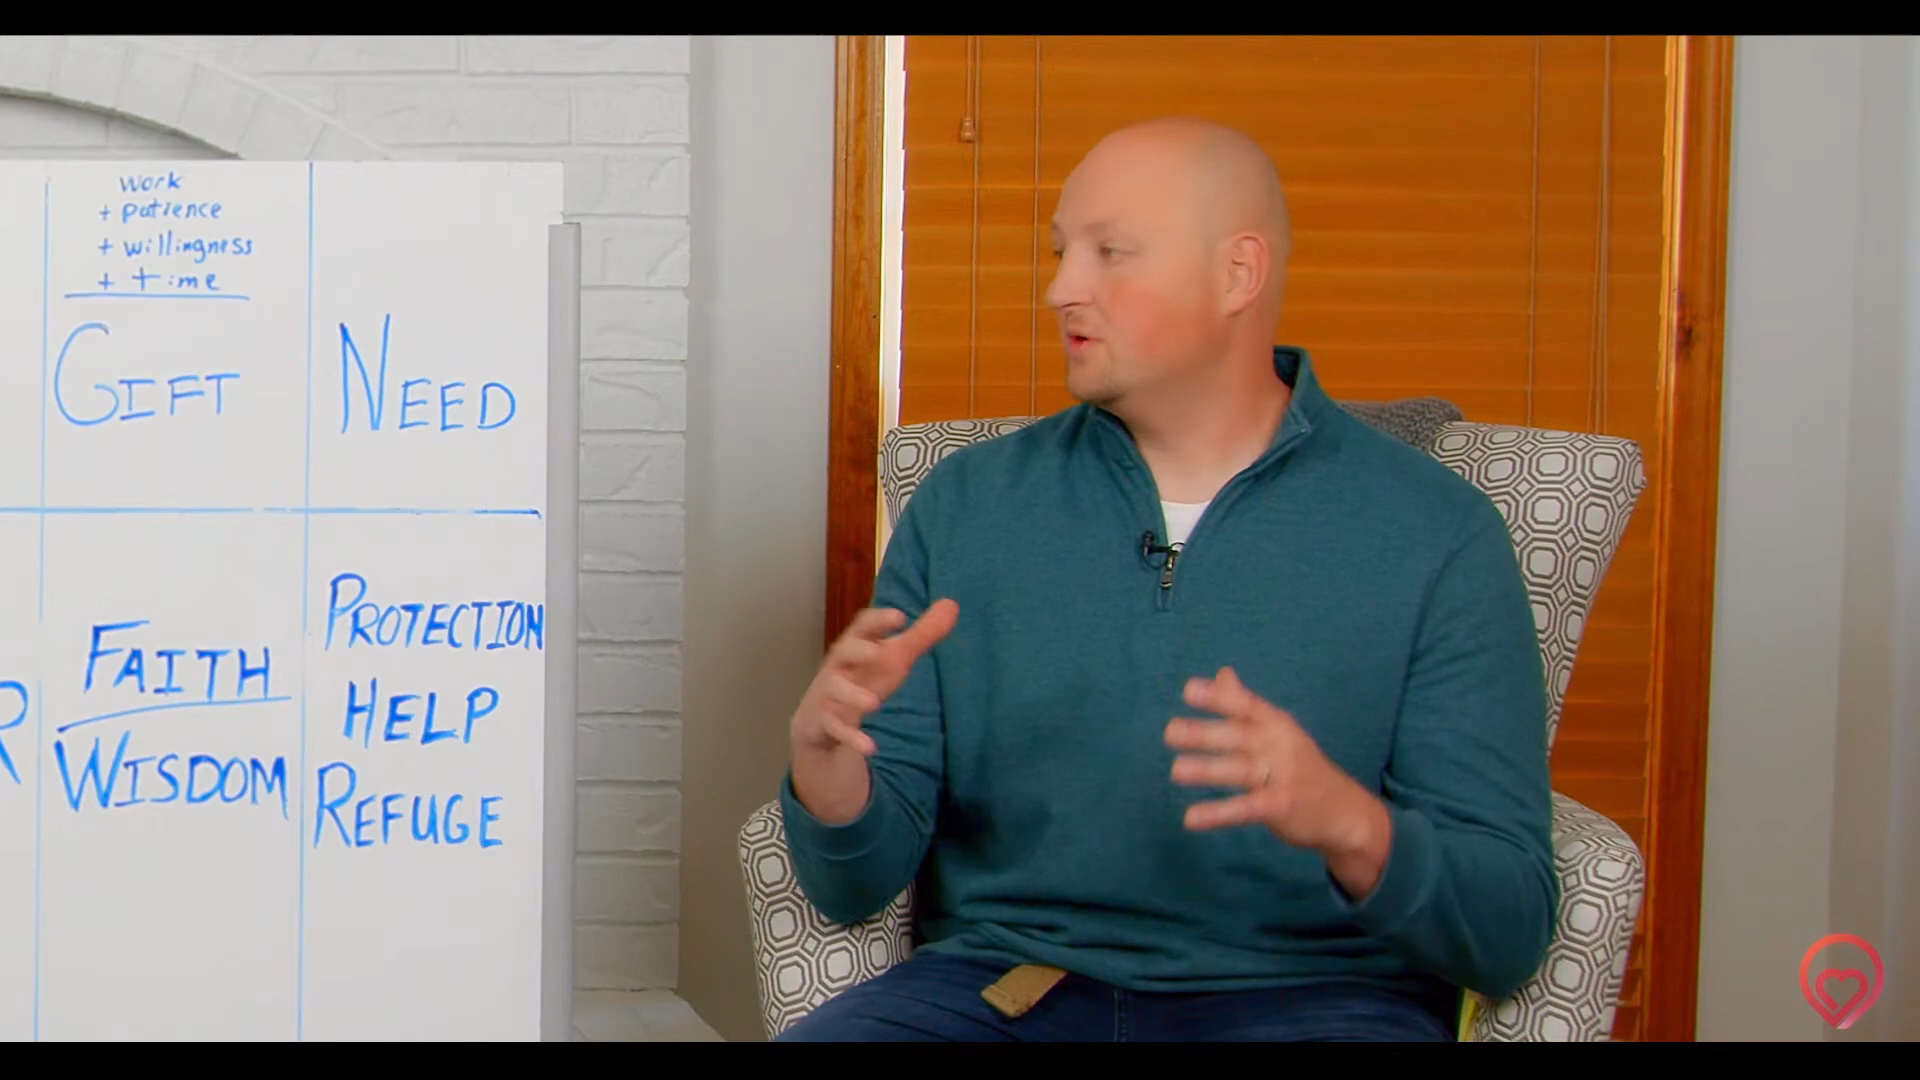 work
+ patience
+ willingness
+ time
GIFT
NEED
R
FAITH
WISDOM
PROTECTION
HELP
REFUGE